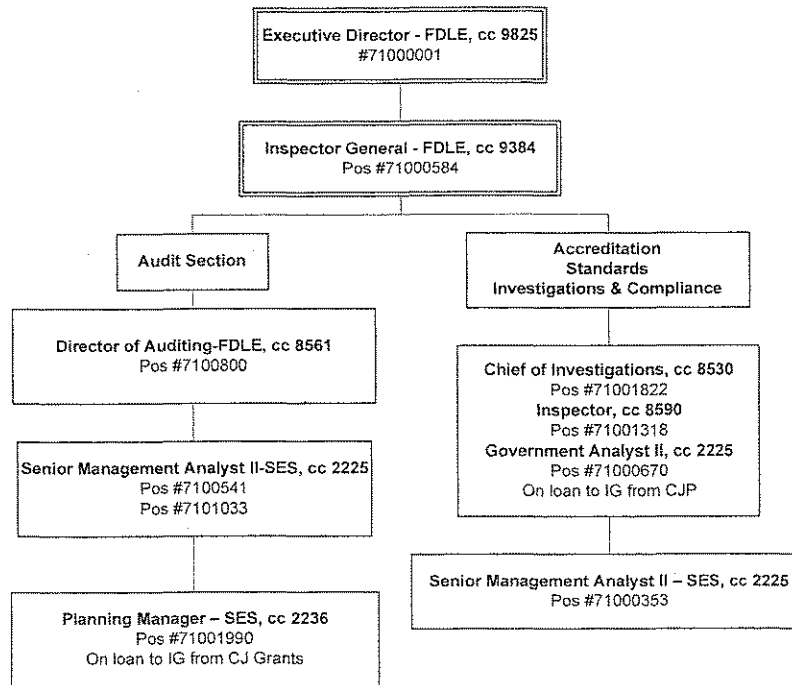 Executive Director - FDLE, cc 9825
#71000001
Inspector General - FDLE, cc 9384
Pos #71000584
Audit Section
Director of Auditing-FDLE, cc 8561
Pos #7100800
Senior Management Analyst II-SES, cc 2225
Pos #7100541
Pos #7101033
Planning Manager – SES, cc 2236
Pos #71001990
On loan to IG from CJ Grants
Accreditation
Standards
Investigations & Compliance
Chief of Investigations, cc 8530
Pos #71001822
Inspector, cc 8590
Pos #71001318
Government Analyst II, cc 2225
Pos #71000670
On loan to IG from CJP
Senior Management Analyst II – SES, cc 2225
Pos #71000353